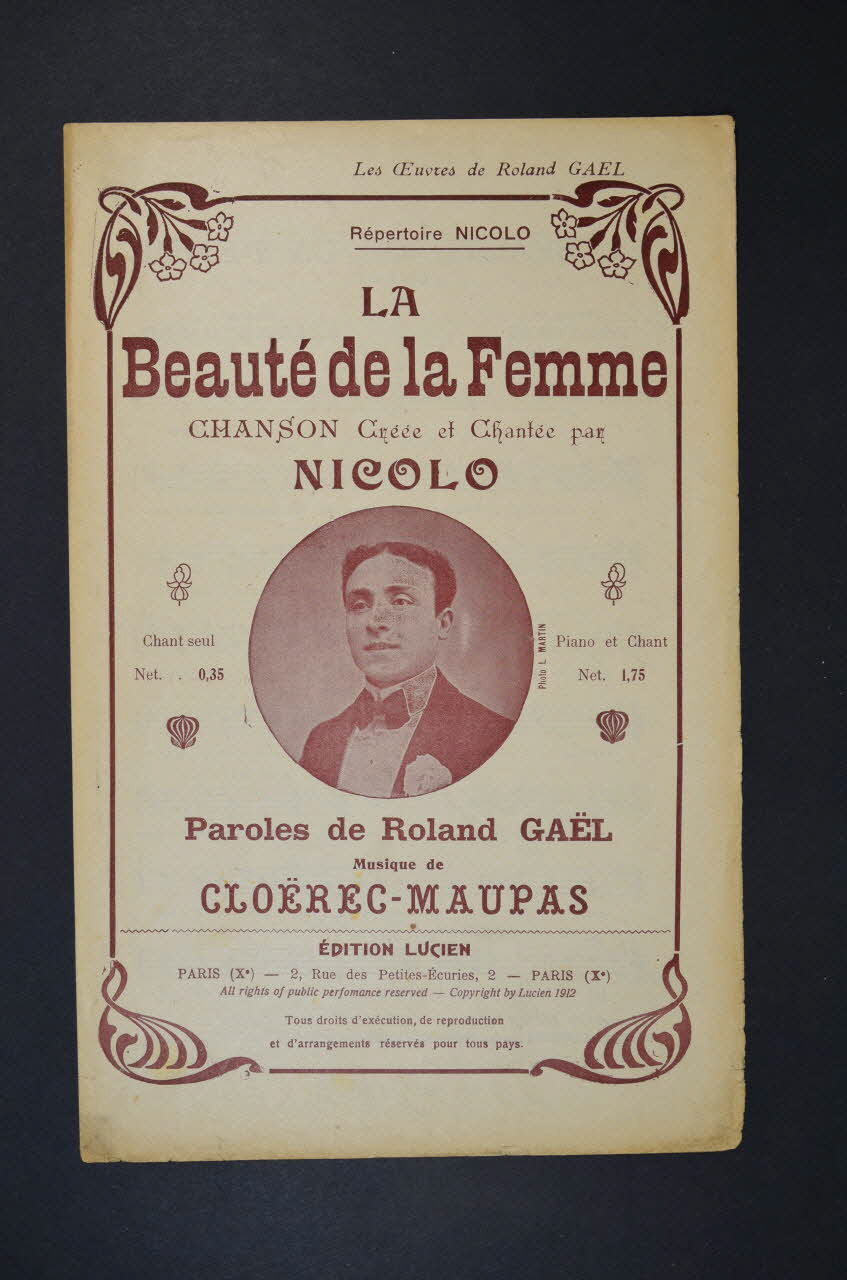 Les Œuvres de Roland GAEL
Répertoire NICOLO
LA
Beauté de la Femme
CHANSON Créée et Chantée par
NICOLO
Chant seul
Net. . 0,35
Photo L. MARTIN
Piano et Chant
Net. 1,75
Paroles de Roland GAËL
Musique de
CLOËREC-MAUPAS
ÉDITION LUCIEN
PARIS (Xe) — 2, Rue des Petites-Écuries, 2 — PARIS (Xe)
All rights of public perfomance reserved — Copyright by Lucien 1912
Tous droits d'exécution, de reproduction
et d'arrangements réservés pour tous pays.